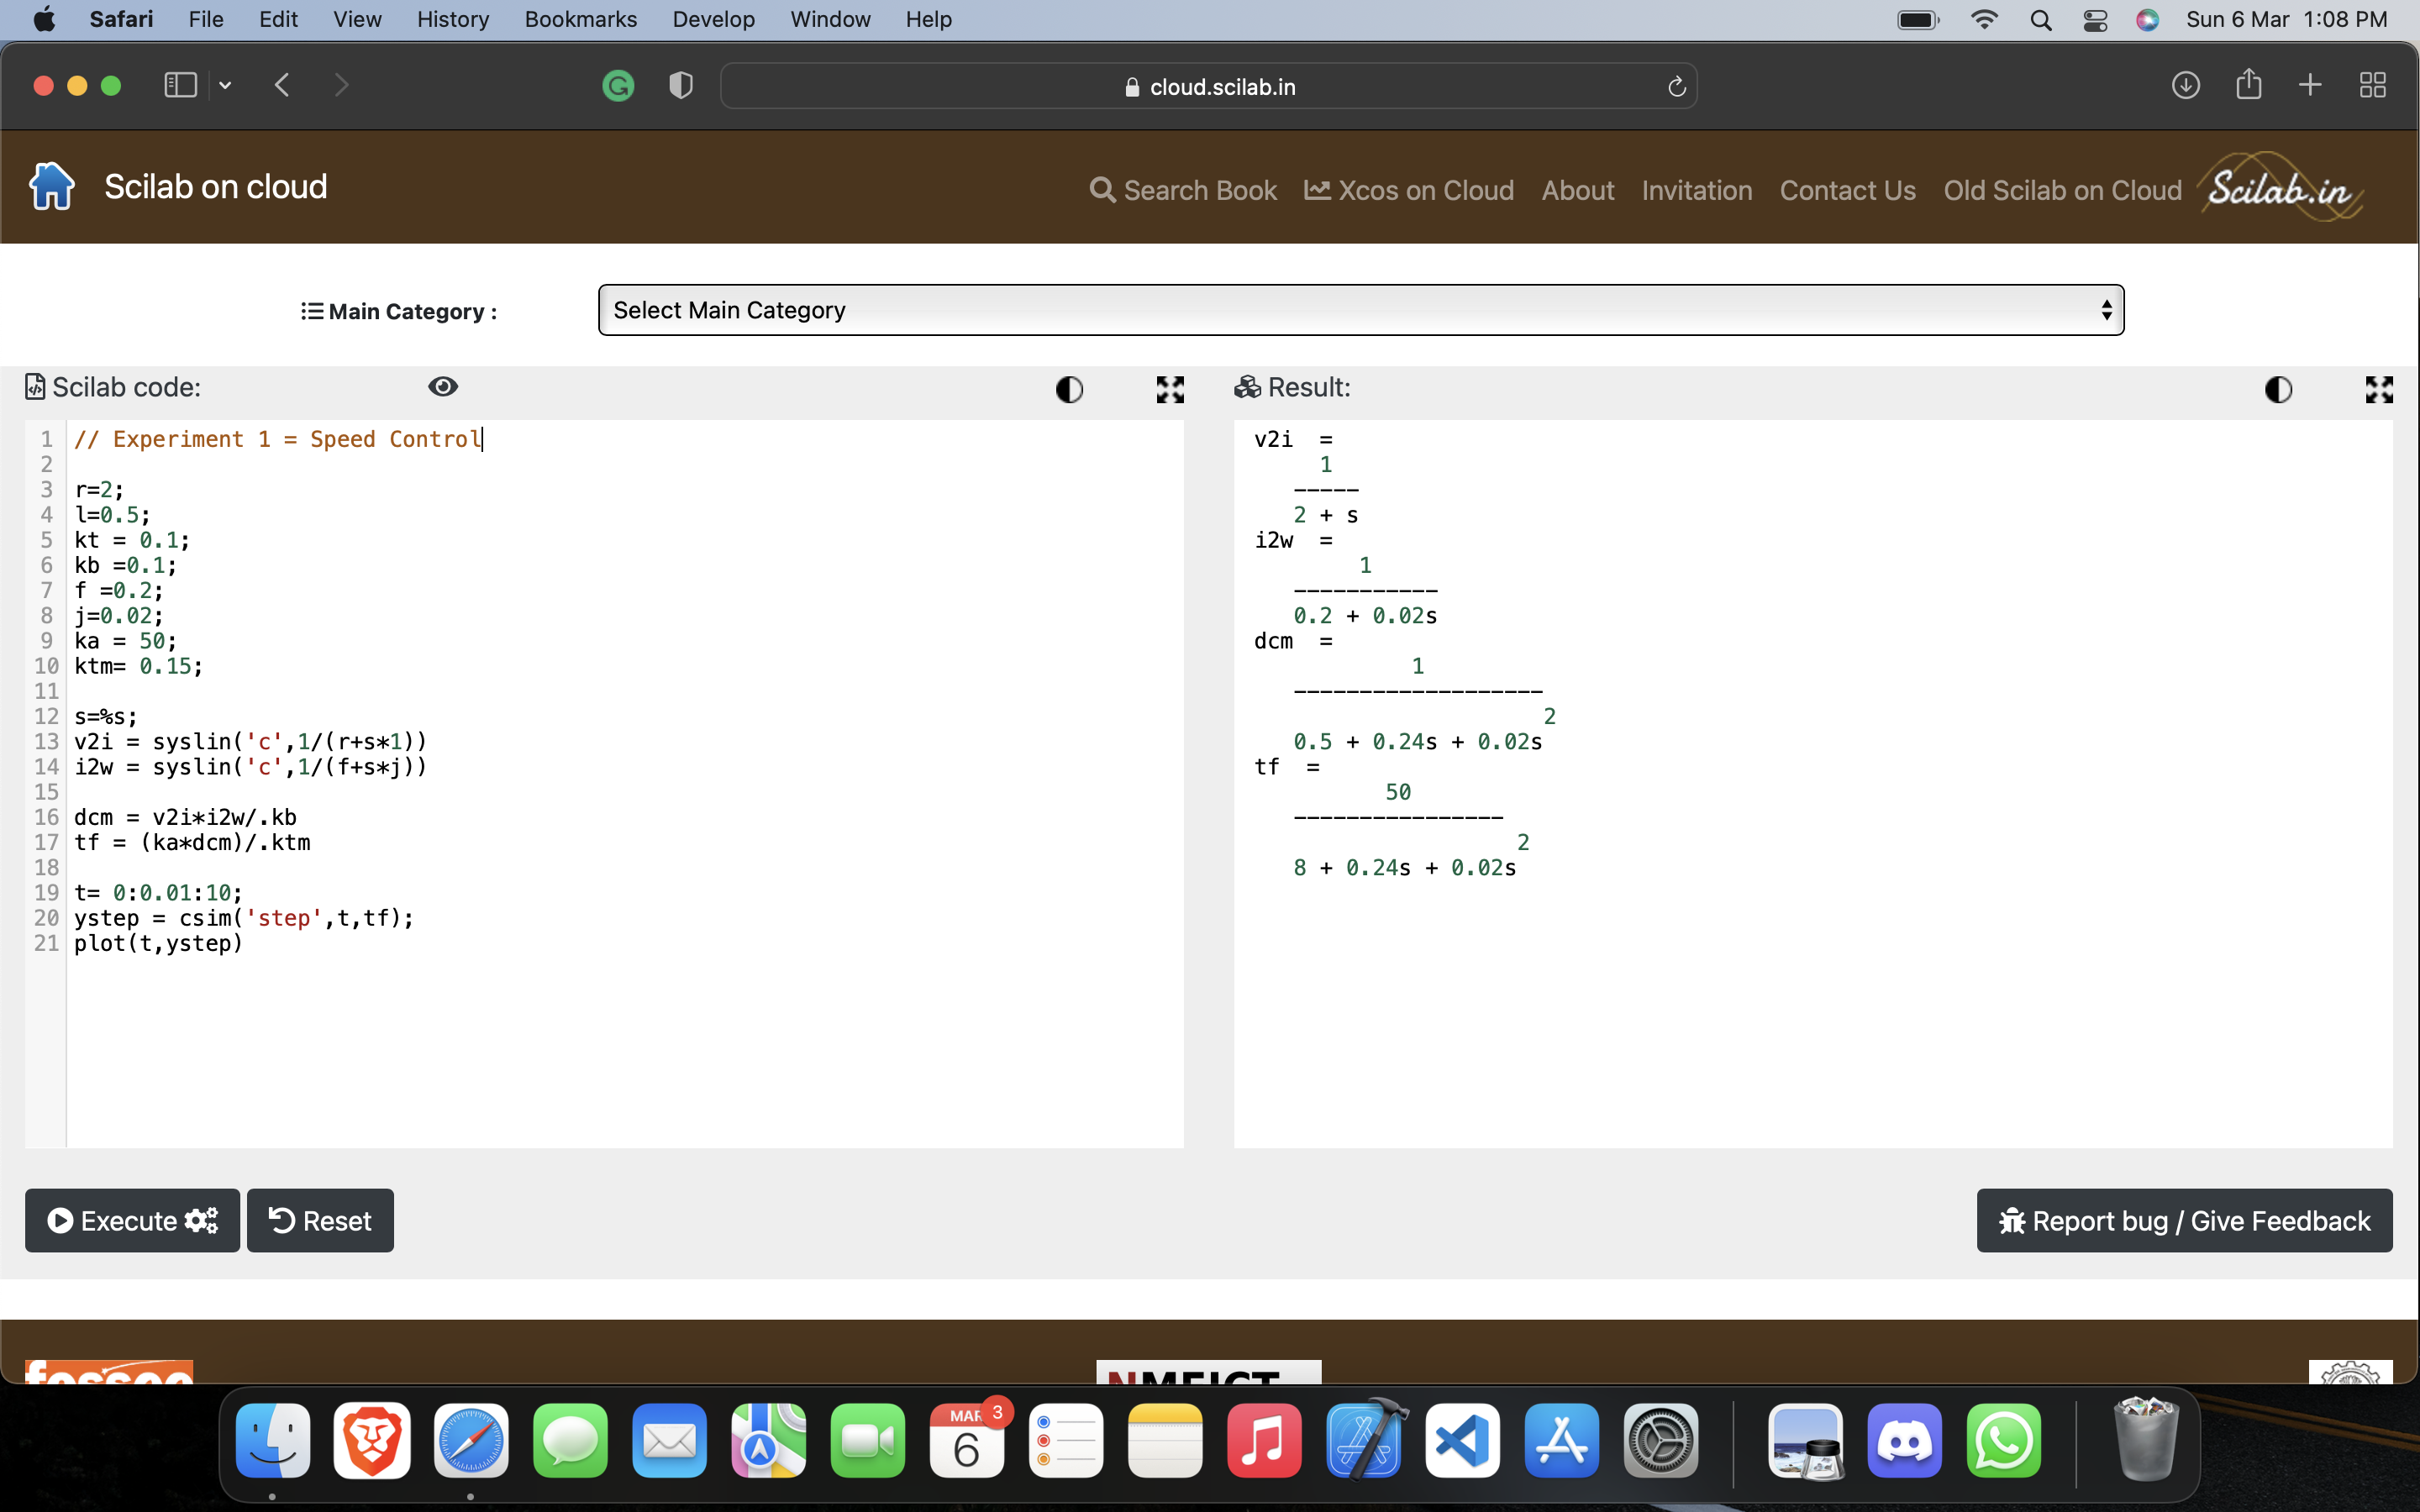 Safari File Edit View History Bookmarks Develop Window Help Sun 6 Mar 1:08 PM
cloud.scilab.in
Scilab on cloud Search Book Xcos on Cloud About Invitation Contact Us Old Scilab on Cloud Scilab.in
Main Category : Select Main Category
Scilab code:
1 // Experiment 1 = Speed Control
2
3 r=2;
4 l=0.5;
5 kt = 0.1;
6 kb =0.1;
7 f =0.2;
8 j=0.02;
9 ka = 50;
10 ktm= 0.15;
11
12 s=%s;
13 v2i = syslin('c',1/(r+s*1))
14 i2w = syslin('c',1/(f+s*j))
15
16 dcm = v2i*i2w/.kb
17 tf = (ka*dcm)/.ktm
18
19 t= 0:0.01:10;
20 ystep = csim('step',t,tf);
21 plot(t,ystep)
Result:
v2i =
1
-----
2 + s
i2w =
1
-----------
0.2 + 0.02s
dcm =
1
-------------------
2
0.5 + 0.24s + 0.02s
tf =
50
----------------
2
8 + 0.24s + 0.02s
Execute Reset Report bug / Give Feedback
fossee NMEICT
MAR 3
6